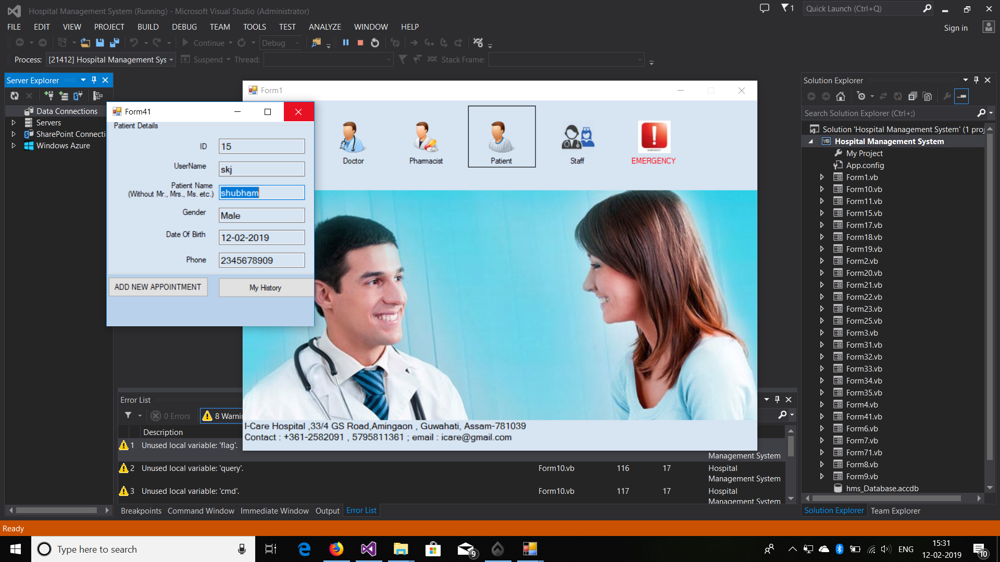 Hospital Management System (Running) - Microsoft Visual Studio (Administrator)
1
Quick Launch (Ctrl+Q)
FILE EDIT VIEW PROJECT BUILD DEBUG TEAM TOOLS TEST ANALYZE WINDOW HELP
Sign in
Continue Debug
Process: [21412] Hospital Management Sys Suspend Thread: Stack Frame:
Server Explorer
Data Connections
Servers
SharePoint Connecti
Windows Azure
Form1
Doctor
Pharmacist
Patient
Staff
EMERGENCY
Form41
Patient Details
ID 15
UserName skj
Patient Name
(Without Mr., Mrs., Ms. etc.) shubham
Gender Male
Date Of Birth 12-02-2019
Phone 2345678909
ADD NEW APPOINTMENT My History
I-Care Hospital ,33/4 GS Road,Amingaon , Guwahati, Assam-781039
Contact : +361-2582091 , 5795811361 ; email : icare@gmail.com
Error List
0 Errors 8 Warnin
Description
1 Unused local variable: 'flag'.
Management System
2 Unused local variable: 'query'. Form10.vb 116 17 Hospital
Management System
3 Unused local variable: 'cmd'. Form10.vb 117 17 Hospital
Management System
Breakpoints Command Window Immediate Window Output Error List
Solution Explorer
Search Solution Explorer (Ctrl+;)
Solution 'Hospital Management System' (1 proj
VB Hospital Management System
My Project
App.config
Form1.vb
Form10.vb
Form11.vb
Form15.vb
Form17.vb
Form18.vb
Form19.vb
Form2.vb
Form20.vb
Form21.vb
Form22.vb
Form23.vb
Form25.vb
Form3.vb
Form31.vb
Form32.vb
Form33.vb
Form34.vb
Form35.vb
Form4.vb
Form41.vb
Form6.vb
Form7.vb
Form71.vb
Form8.vb
Form9.vb
hms_Database.accdb
Solution Explorer Team Explorer
Ready
Type here to search
9
ENG
15:31
12-02-2019
10